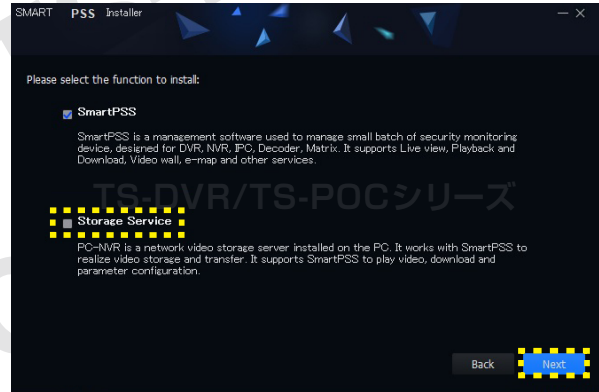 SMART PSS Installer
Please select the function to install:
SmartPSS
SmartPSS is a management software used to manage small batch of security monitoring
device, designed for DVR, NVR, IPC, Decoder, Matrix. It supports Live view, Playback and
Download, Video wall, e-map and other services.
TS-DVR/TS-POCシリーズ
Storage Service
PC-NVR is a network video storage server installed on the PC. It works with SmartPSS to
realize video storage and transfer. It supports SmartPSS to play video, download and
parameter configuration.
Back Next